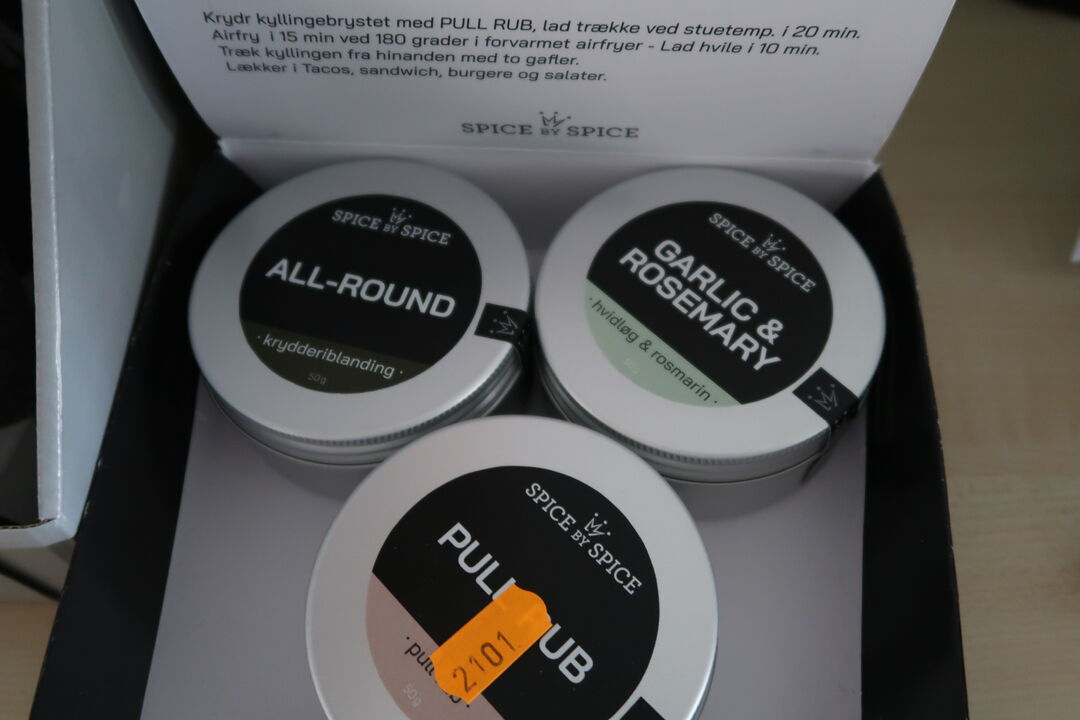 Krydr kyllingebrystet med PULL RUB, lad trække ved stuetemp. i 20 min.
Airfry i 15 min ved 180 grader i forvarmet airfryer - Lad hvile i 10 min.
Træk kyllingen fra hinanden med to gafler.
Lækker i Tacos, sandwich, burgere og salater.
SPICE BY SPICE
SPICE BY SPICE
ALL-ROUND
· krydderiblanding ·
50g
SPICE BY SPICE
GARLIC &
ROSEMARY
· hvidløg & rosmarin ·
SPICE BY SPICE
PULL RUB
2101
50g